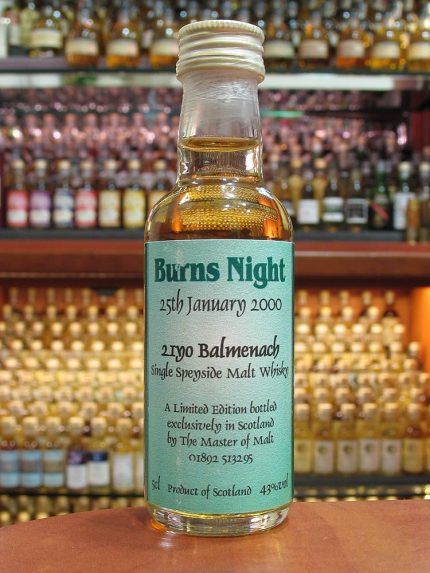 Burns Night
25th January 2000
21yo Balmenach
Single Speyside Malt Whisky
A Limited Edition bottled
exclusively in Scotland
by The Master of Malt
01892 513295
5cl Product of Scotland 43%vol